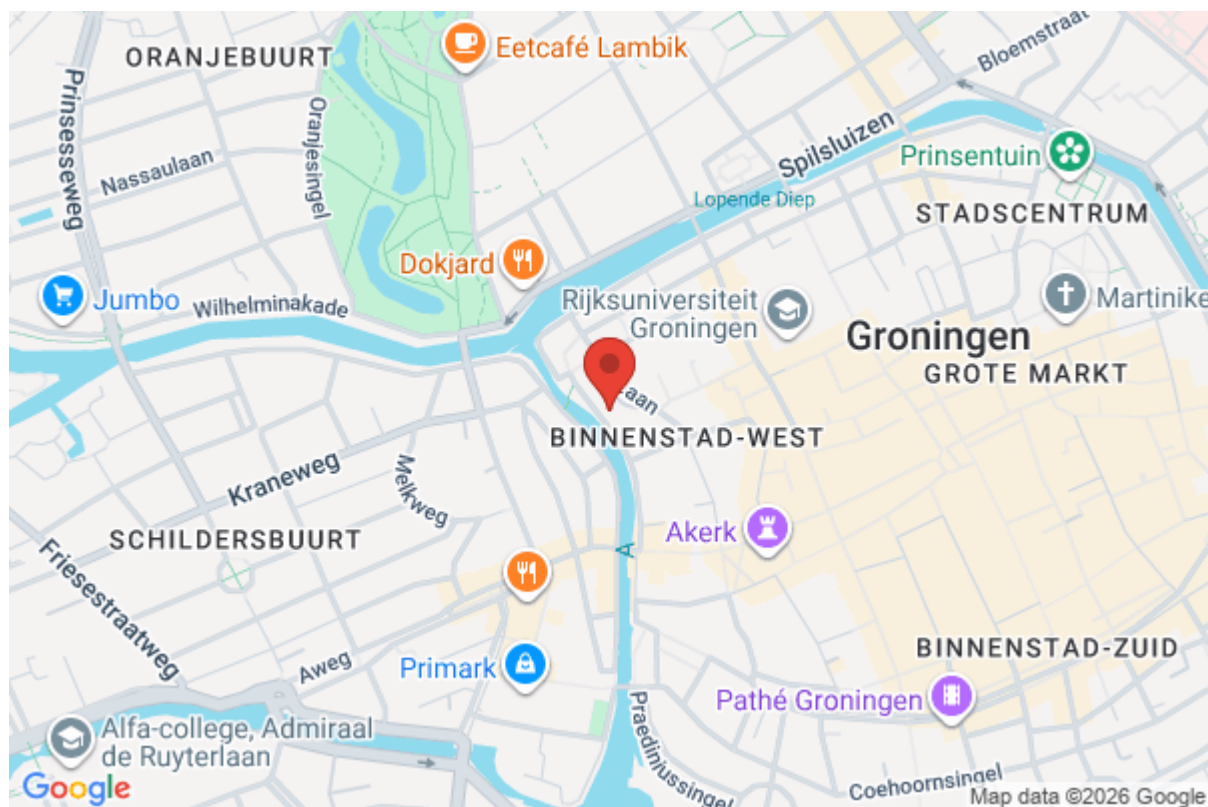 ORANJEBUURT
Eetcafé Lambik
Bloemstraat
Prinsesseweg
Nassaulaan
Oranjesingel
Spilsluizen
Prinsentuin
Lopende Diep
STADSCENTRUM
Dokjard
Jumbo
Wilhelminakade
Rijksuniversiteit
Groningen
Martinike
Groningen
GROTE MARKT
Laan
BINNENSTAD-WEST
Kraneweg
Melkweg
SCHILDERSBUURT
Akerk
A
Friesestraatweg
Aweg
Primark
BINNENSTAD-ZUID
Pathé Groningen
Praediniussingel
Alfa-college, Admiraal
de Ruyterlaan
Coehoornsingel
Google
Map data ©2026 Google